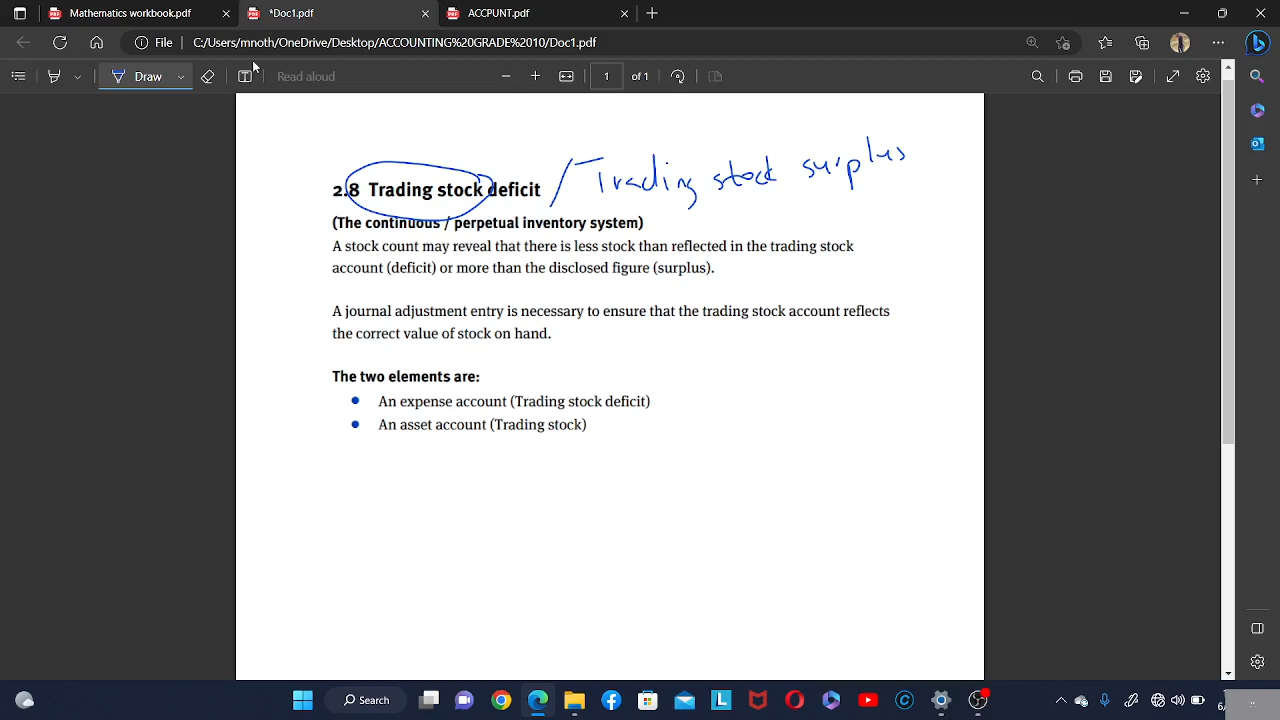 Mathematics workbook.pdf
*Doc1.pdf
ACCOUNT.pdf
File
C:/Users/mnoth/OneDrive/Desktop/ACCOUNTING%20GRADE%2010/Doc1.pdf
Draw
Read aloud
1 of 1
2.8 Trading stock deficit / Trading stock surplus
(The continuous / perpetual inventory system)
A stock count may reveal that there is less stock than reflected in the trading stock
account (deficit) or more than the disclosed figure (surplus).
A journal adjustment entry is necessary to ensure that the trading stock account reflects
the correct value of stock on hand.
The two elements are:
• An expense account (Trading stock deficit)
• An asset account (Trading stock)
Search